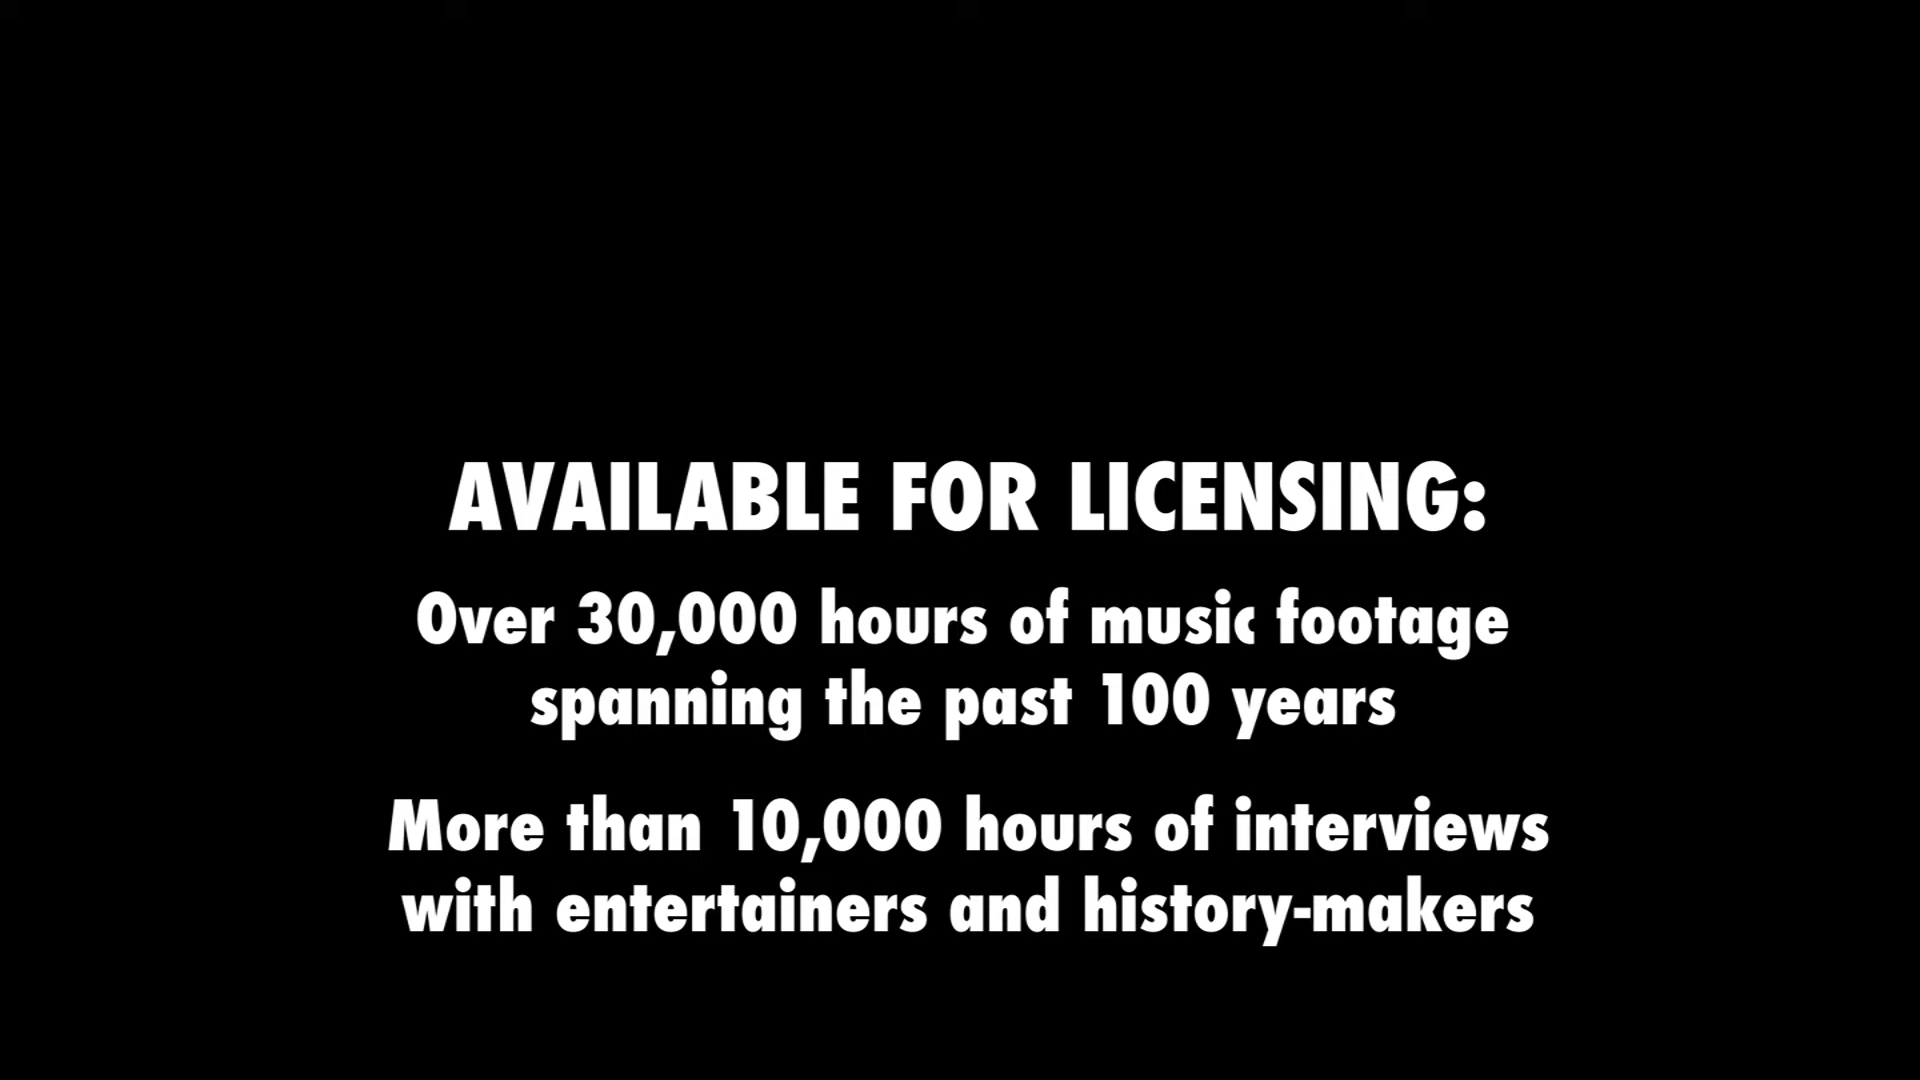 AVAILABLE FOR LICENSING:
Over 30,000 hours of music footage
spanning the past 100 years
More than 10,000 hours of interviews
with entertainers and history-makers